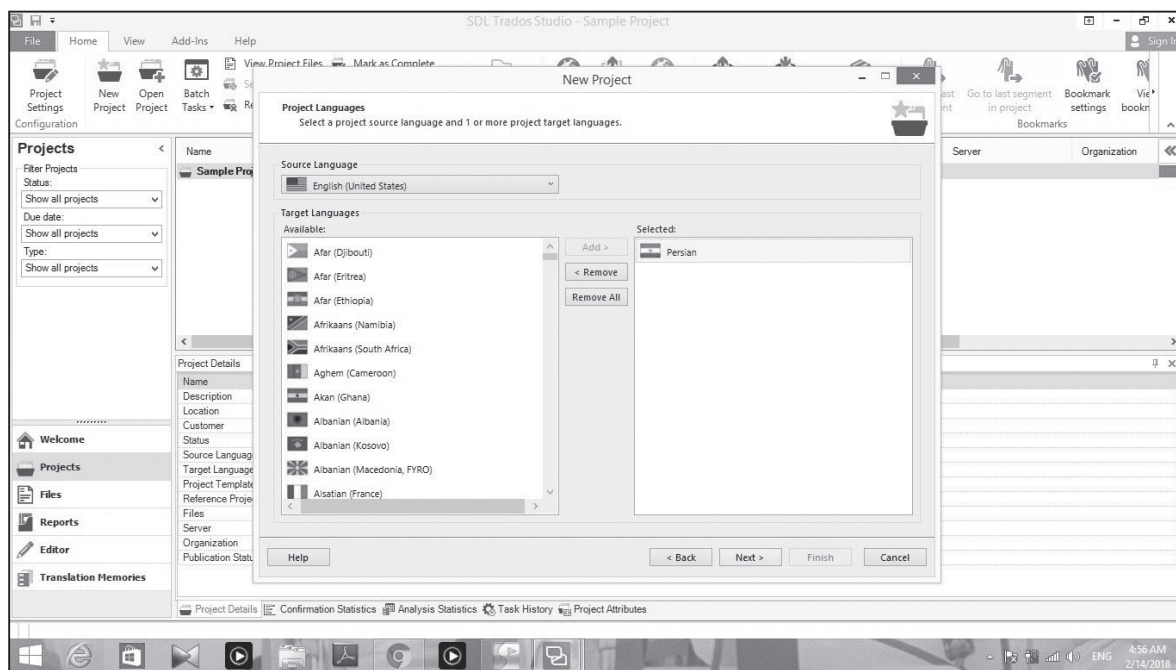 SDL Trados Studio - Sample Project
File Home View Add-Ins Help
Sign In
View Project Files Mark as Complete
Project Settings
New Project
Open Project
Batch Tasks
Configuration
Go to last segment in project
Bookmark settings
Bookmarks
Projects
Filter Projects
Status:
Show all projects
Due date:
Show all projects
Type:
Show all projects
Welcome
Projects
Files
Reports
Editor
Translation Memories
Name
Server Organization
Sample Proj
Project Details
Name
Description
Location
Customer
Status
Source Languag
Target Language
Project Template
Reference Proje
Files
Server
Organization
Publication Statu
New Project
Project Languages
Select a project source language and 1 or more project target languages.
Source Language
English (United States)
Target Languages
Available:
Afar (Djibouti)
Afar (Eritrea)
Afar (Ethiopia)
Afrikaans (Namibia)
Afrikaans (South Africa)
Aghem (Cameroon)
Akan (Ghana)
Albanian (Albania)
Albanian (Kosovo)
Albanian (Macedonia, FYRO)
Alsatian (France)
Add >
< Remove
Remove All
Selected:
Persian
Help
< Back Next > Finish Cancel
Project Details Confirmation Statistics Analysis Statistics Task History Project Attributes
ENG
4:56 AM
2/14/2018